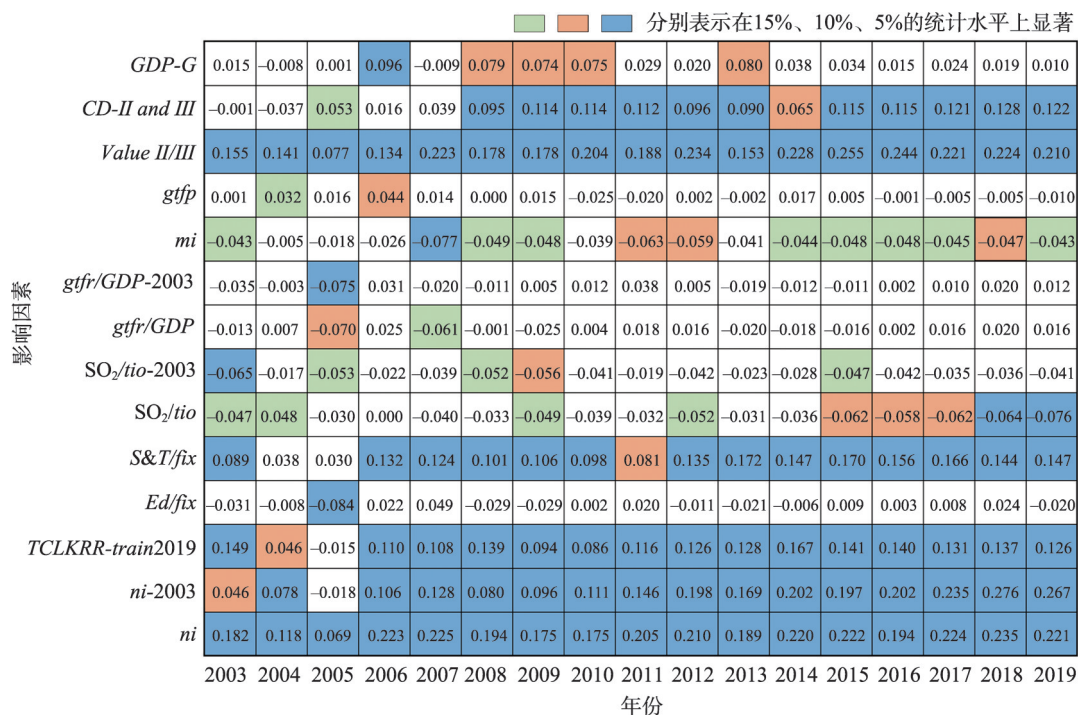 分别表示在15%、10%、5%的统计水平上显著
GDP-G 0.015 −0.008 0.001 0.096 −0.009 0.079 0.074 0.075 0.029 0.020 0.080 0.038 0.034 0.015 0.024 0.019 0.010
CD-II and III −0.001 −0.037 0.053 0.016 0.039 0.095 0.114 0.114 0.112 0.096 0.090 0.065 0.115 0.115 0.121 0.128 0.122
Value II/III 0.155 0.141 0.077 0.134 0.223 0.178 0.178 0.204 0.188 0.234 0.153 0.228 0.255 0.244 0.221 0.224 0.210
gtfp 0.001 0.032 0.016 0.044 0.014 0.000 0.015 −0.025 −0.020 0.002 −0.002 0.017 0.005 −0.001 −0.005 −0.005 −0.010
mi −0.043 −0.005 −0.018 −0.026 −0.077 −0.049 −0.048 −0.039 −0.063 −0.059 −0.041 −0.044 −0.048 −0.048 −0.045 −0.047 −0.043
gtfr/GDP-2003 −0.035 −0.003 −0.075 0.031 −0.020 −0.011 0.005 0.012 0.038 0.005 −0.019 −0.012 −0.011 0.002 0.010 0.020 0.012
gtfr/GDP −0.013 0.007 −0.070 0.025 −0.061 −0.001 −0.025 0.004 0.018 0.016 −0.020 −0.018 −0.016 0.002 0.016 0.020 0.016
SO₂/tio-2003 −0.065 −0.017 −0.053 −0.022 −0.039 −0.052 −0.056 −0.041 −0.019 −0.042 −0.023 −0.028 −0.047 −0.042 −0.035 −0.036 −0.041
SO₂/tio −0.047 0.048 −0.030 0.000 −0.040 −0.033 −0.049 −0.039 −0.032 −0.052 −0.031 −0.036 −0.062 −0.058 −0.062 −0.064 −0.076
S&T/fix 0.089 0.038 0.030 0.132 0.124 0.101 0.106 0.098 0.081 0.135 0.172 0.147 0.170 0.156 0.166 0.144 0.147
Ed/fix −0.031 −0.008 −0.084 0.022 0.049 −0.029 −0.029 0.002 0.020 −0.011 −0.021 −0.006 0.009 0.003 0.008 0.024 −0.020
TCLKRR-train2019 0.149 0.046 −0.015 0.110 0.108 0.139 0.094 0.086 0.116 0.126 0.128 0.167 0.141 0.140 0.131 0.137 0.126
ni-2003 0.046 0.078 −0.018 0.106 0.128 0.080 0.096 0.111 0.146 0.198 0.169 0.202 0.197 0.202 0.235 0.276 0.267
ni 0.182 0.118 0.069 0.223 0.225 0.194 0.175 0.175 0.205 0.210 0.189 0.220 0.222 0.194 0.224 0.235 0.221
2003 2004 2005 2006 2007 2008 2009 2010 2011 2012 2013 2014 2015 2016 2017 2018 2019
年份
影响因素